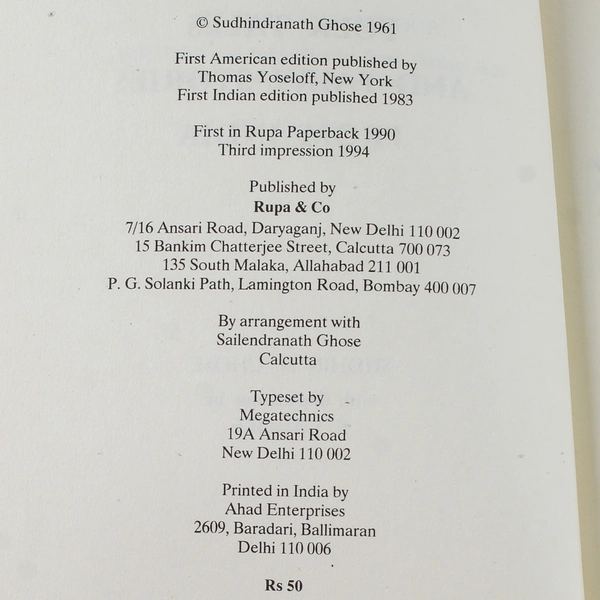 © Sudhindranath Ghose 1961
First American edition published by
Thomas Yoseloff, New York
First Indian edition published 1983
First in Rupa Paperback 1990
Third impression 1994
Published by
Rupa & Co
7/16 Ansari Road, Daryaganj, New Delhi 110 002
15 Bankim Chatterjee Street, Calcutta 700 073
135 South Malaka, Allahabad 211 001
P. G. Solanki Path, Lamington Road, Bombay 400 007
By arrangement with
Sailendranath Ghose
Calcutta
Typeset by
Megatechnics
19A Ansari Road
New Delhi 110 002
Printed in India by
Ahad Enterprises
2609, Baradari, Ballimaran
Delhi 110 006
Rs 50